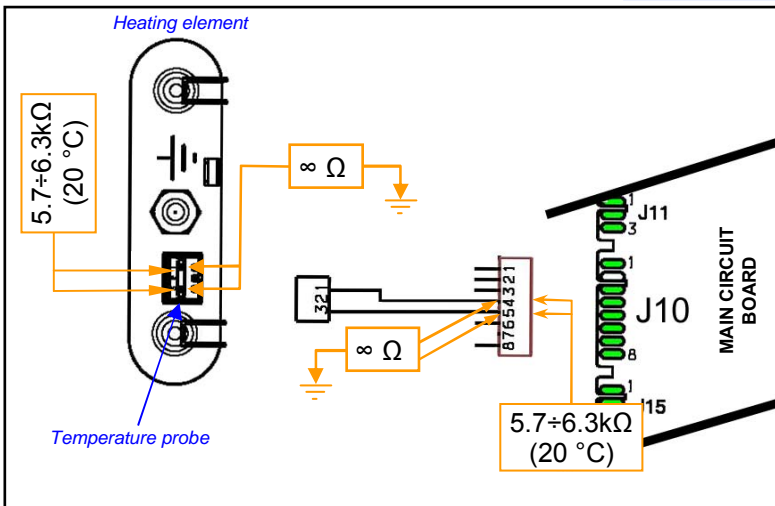 Heating element
5.7÷6.3kΩ
(20 °C)
∞ Ω
1
J11
3
1
J10
8
1
J15
MAIN CIRCUIT
BOARD
321
87654321
∞ Ω
5.7÷6.3kΩ
(20 °C)
Temperature probe